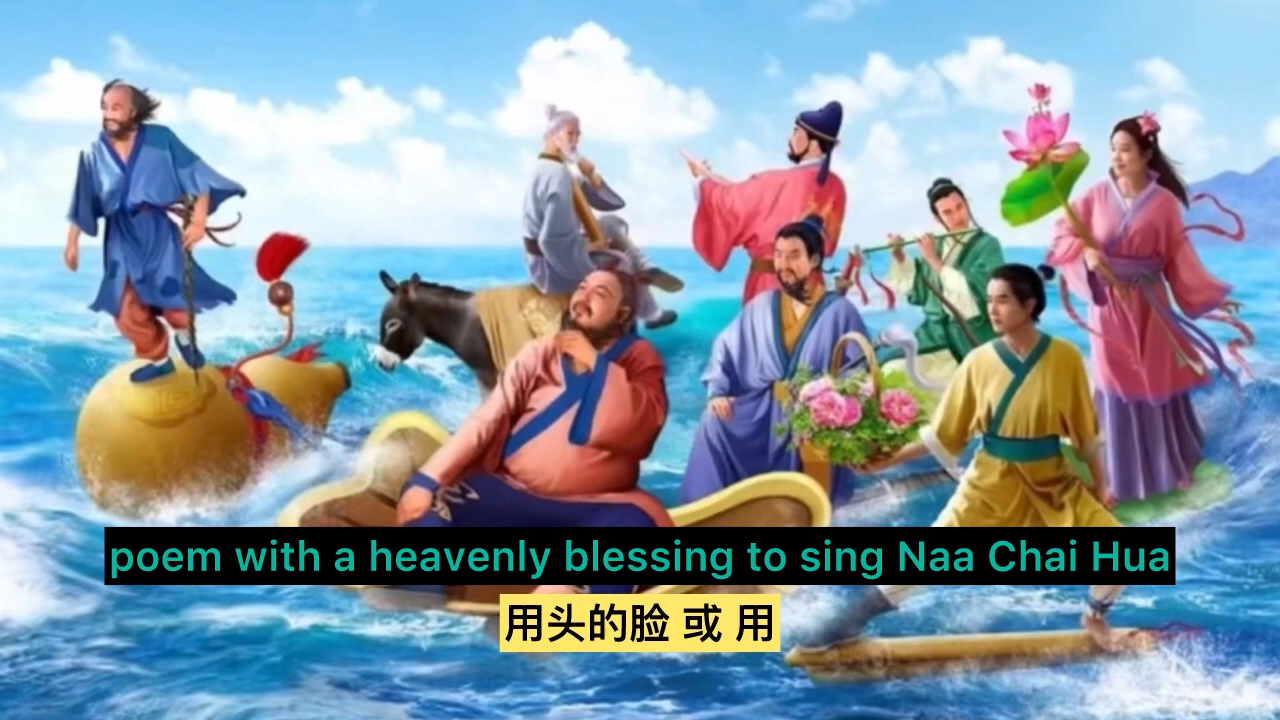 poem with a heavenly blessing to sing Naa Chai Hua
用头的脸 或 用